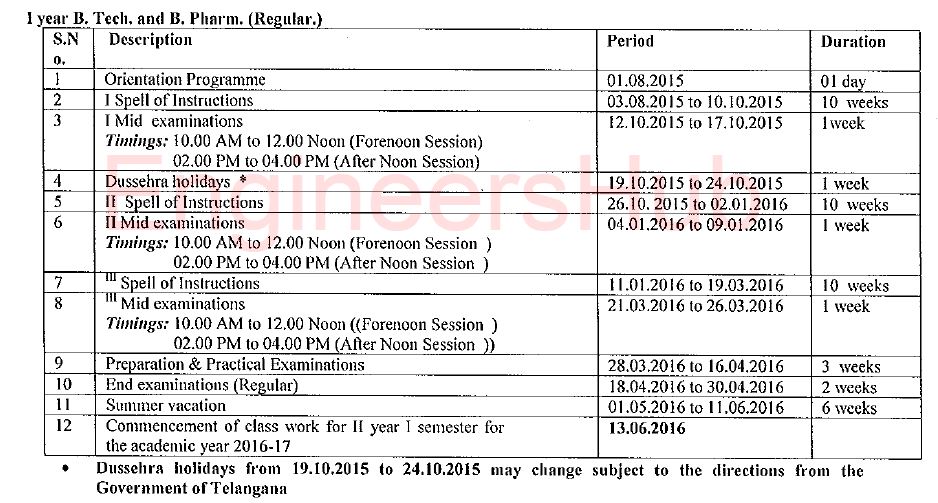 I year B. Tech. and B. Pharm. (Regular.)
S.N Description Period Duration
o.
1 Orientation Programme 01.08.2015 01 day
2 I Spell of Instructions 03.08.2015 to 10.10.2015 10 weeks
3 I Mid examinations 12.10.2015 to 17.10.2015 1week
Timings: 10.00 AM to 12.00 Noon (Forenoon Session)
02.00 PM to 04.00 PM (After Noon Session)
4 Dussehra holidays * 19.10.2015 to 24.10.2015 1 week
5 II Spell of Instructions 26.10. 2015 to 02.01.2016 10 weeks
6 II Mid examinations 04.01.2016 to 09.01.2016 1 week
Timings: 10.00 AM to 12.00 Noon (Forenoon Session )
02.00 PM to 04.00 PM (After Noon Session )
7 III Spell of Instructions 11.01.2016 to 19.03.2016 10 weeks
8 III Mid examinations 21.03.2016 to 26.03.2016 1 week
Timings: 10.00 AM to 12.00 Noon ((Forenoon Session )
02.00 PM to 04.00 PM (After Noon Session ))
9 Preparation & Practical Examinations 28.03.2016 to 16.04.2016 3 weeks
10 End examinations (Regular) 18.04.2016 to 30.04.2016 2 weeks
11 Summer vacation 01.05.2016 to 11.06.2016 6 weeks
12 Commencement of class work for II year I semester for 13.06.2016
the academic year 2016-17
• Dussehra holidays from 19.10.2015 to 24.10.2015 may change subject to the directions from the
Government of Telangana
EngineersHub